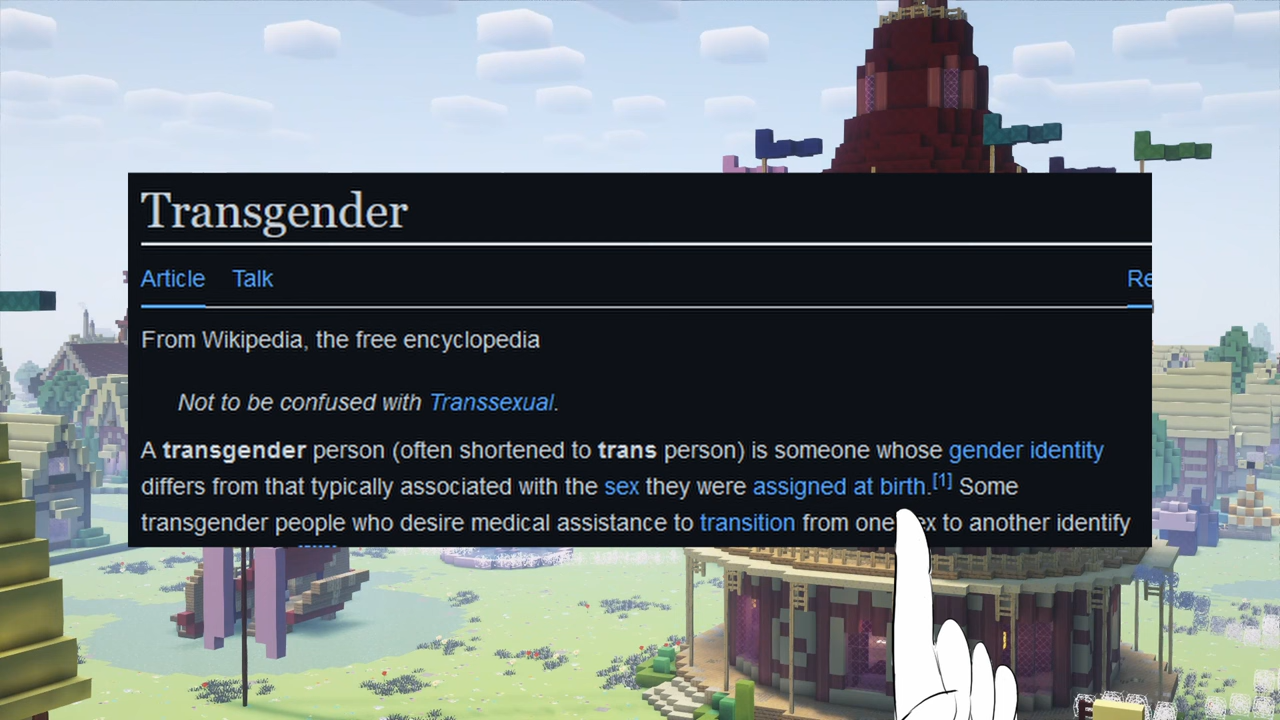 Transgender
Article Talk Re
From Wikipedia, the free encyclopedia
Not to be confused with Transsexual.
A transgender person (often shortened to trans person) is someone whose gender identity
differs from that typically associated with the sex they were assigned at birth.[1] Some
transgender people who desire medical assistance to transition from one ex to another identify